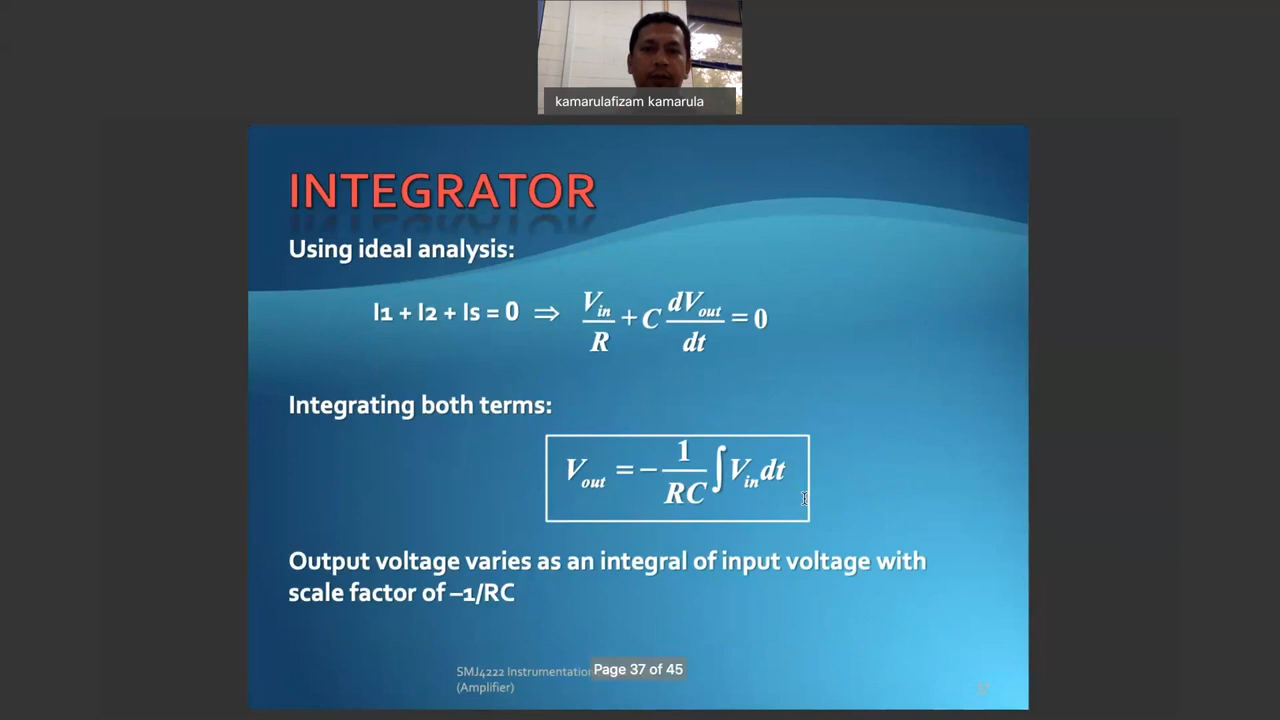 kamarulafizam kamarula
INTEGRATOR
Using ideal analysis:
I1 + I2 + Is = 0 ⇒ V_in/R + C dV_out/dt = 0
Integrating both terms:
V_out = − 1/RC ∫ V_in dt
Output voltage varies as an integral of input voltage with
scale factor of –1/RC
SMJ4222 Instrumentation
(Amplifier)
Page 37 of 45
37